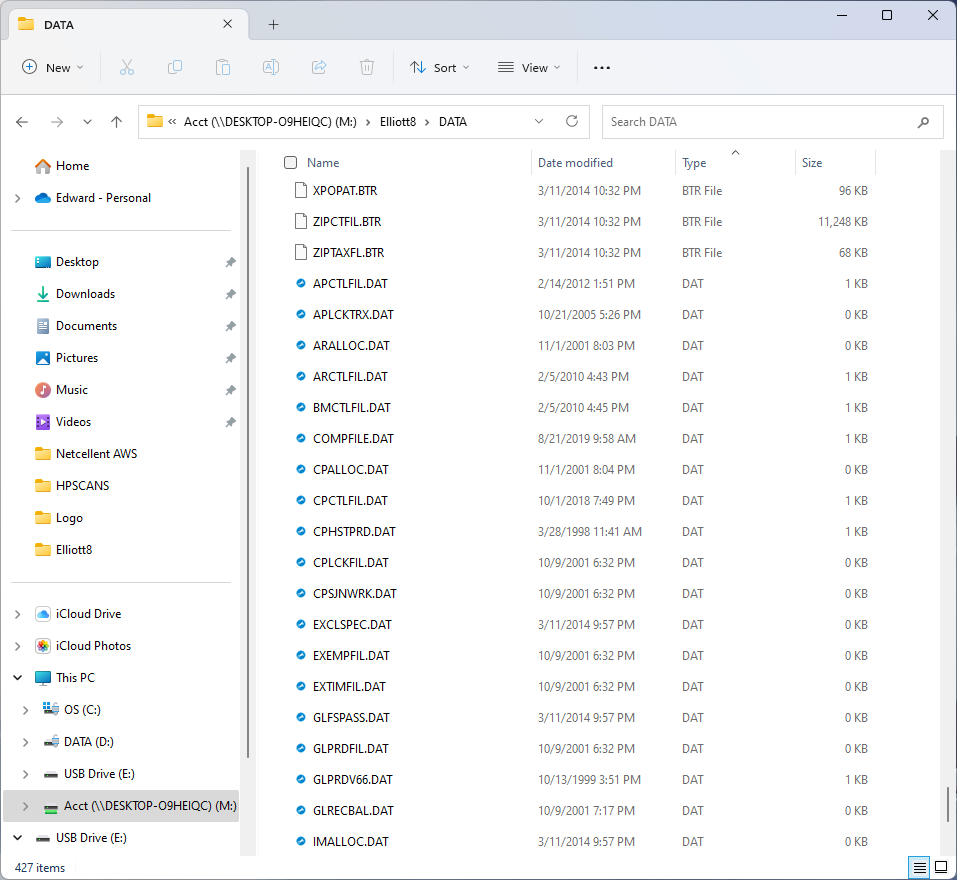 DATA
New
Sort
View
« Acct (\\DESKTOP-O9HEIQC) (M:) › Elliott8 › DATA
Search DATA
Home
Edward - Personal
Desktop
Downloads
Documents
Pictures
Music
Videos
Netcellent AWS
HPSCANS
Logo
Elliott8
iCloud Drive
iCloud Photos
This PC
OS (C:)
DATA (D:)
USB Drive (E:)
Acct (\\DESKTOP-O9HEIQC) (M:)
USB Drive (E:)
Name Date modified Type Size
XPOPAT.BTR 3/11/2014 10:32 PM BTR File 96 KB
ZIPCTFIL.BTR 3/11/2014 10:32 PM BTR File 11,248 KB
ZIPTAXFL.BTR 3/11/2014 10:32 PM BTR File 68 KB
APCTLFIL.DAT 2/14/2012 1:51 PM DAT 1 KB
APLCKTRX.DAT 10/21/2005 5:26 PM DAT 0 KB
ARALLOC.DAT 11/1/2001 8:03 PM DAT 0 KB
ARCTLFIL.DAT 2/5/2010 4:43 PM DAT 1 KB
BMCTLFIL.DAT 2/5/2010 4:45 PM DAT 1 KB
COMPFILE.DAT 8/21/2019 9:58 AM DAT 1 KB
CPALLOC.DAT 11/1/2001 8:04 PM DAT 0 KB
CPCTLFIL.DAT 10/1/2018 7:49 PM DAT 1 KB
CPHSTPRD.DAT 3/28/1998 11:41 AM DAT 1 KB
CPLCKFIL.DAT 10/9/2001 6:32 PM DAT 0 KB
CPSJNWRK.DAT 10/9/2001 6:32 PM DAT 0 KB
EXCLSPEC.DAT 3/11/2014 9:57 PM DAT 0 KB
EXEMPFIL.DAT 10/9/2001 6:32 PM DAT 0 KB
EXTIMFIL.DAT 10/9/2001 6:32 PM DAT 0 KB
GLFSPASS.DAT 3/11/2014 9:57 PM DAT 0 KB
GLPRDFIL.DAT 10/9/2001 6:32 PM DAT 0 KB
GLPRDV66.DAT 10/13/1999 3:51 PM DAT 1 KB
GLRECBAL.DAT 10/9/2001 7:17 PM DAT 0 KB
IMALLOC.DAT 3/11/2014 9:57 PM DAT 0 KB
427 items